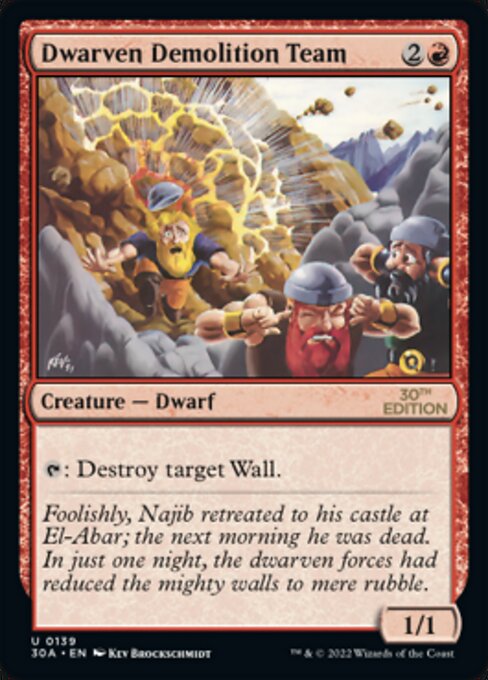 Dwarven Demolition Team 2
30TH
EDITION
Creature — Dwarf
: Destroy target Wall.
Foolishly, Najib retreated to his castle at
El-Abar; the next morning he was dead.
In just one night, the dwarven forces had
reduced the mighty walls to mere rubble.
1/1
U 0139
30A • EN Kev Brockschmidt
™ & © 2022 Wizards of the Coast